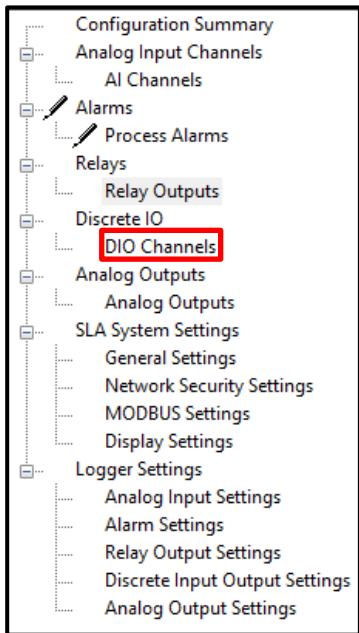 Configuration Summary
Analog Input Channels
AI Channels
Alarms
Process Alarms
Relays
Relay Outputs
Discrete IO
DIO Channels
Analog Outputs
Analog Outputs
SLA System Settings
General Settings
Network Security Settings
MODBUS Settings
Display Settings
Logger Settings
Analog Input Settings
Alarm Settings
Relay Output Settings
Discrete Input Output Settings
Analog Output Settings